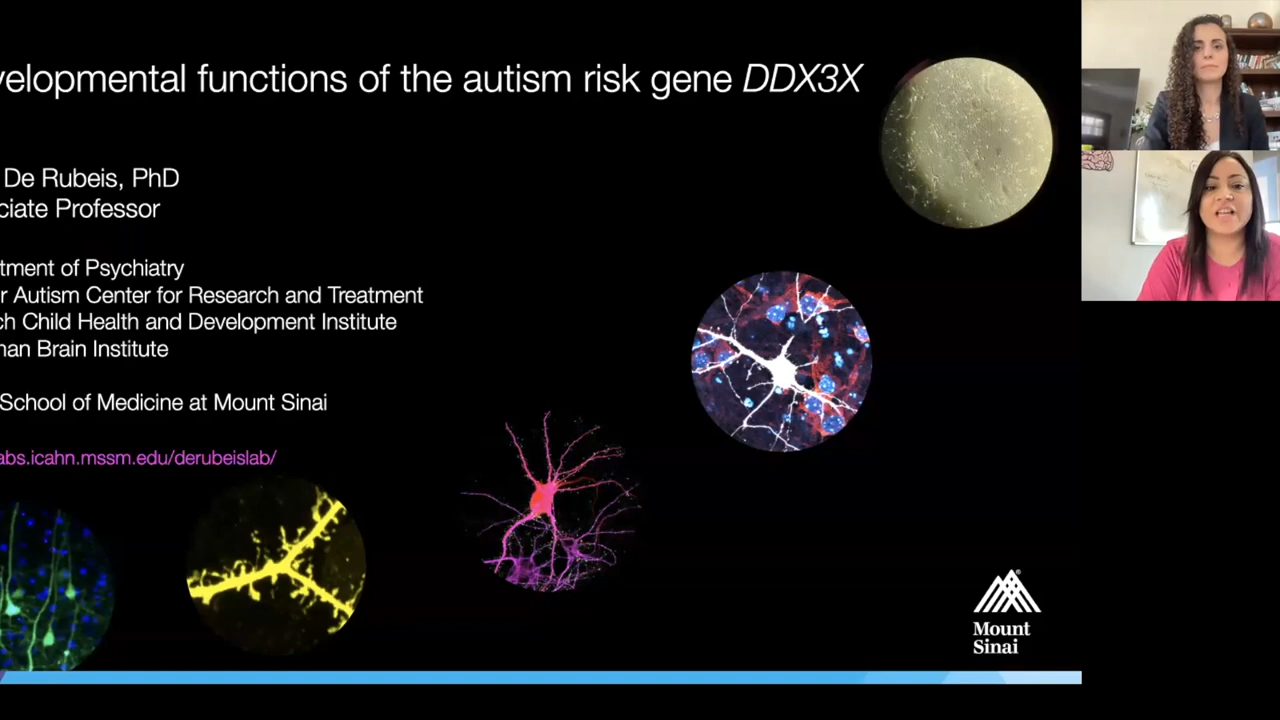 velopmental functions of the autism risk gene DDX3X
De Rubeis, PhD
ciate Professor
tment of Psychiatry
r Autism Center for Research and Treatment
ch Child Health and Development Institute
man Brain Institute
School of Medicine at Mount Sinai
abs.icahn.mssm.edu/derubeislab/
Mount
Sinai